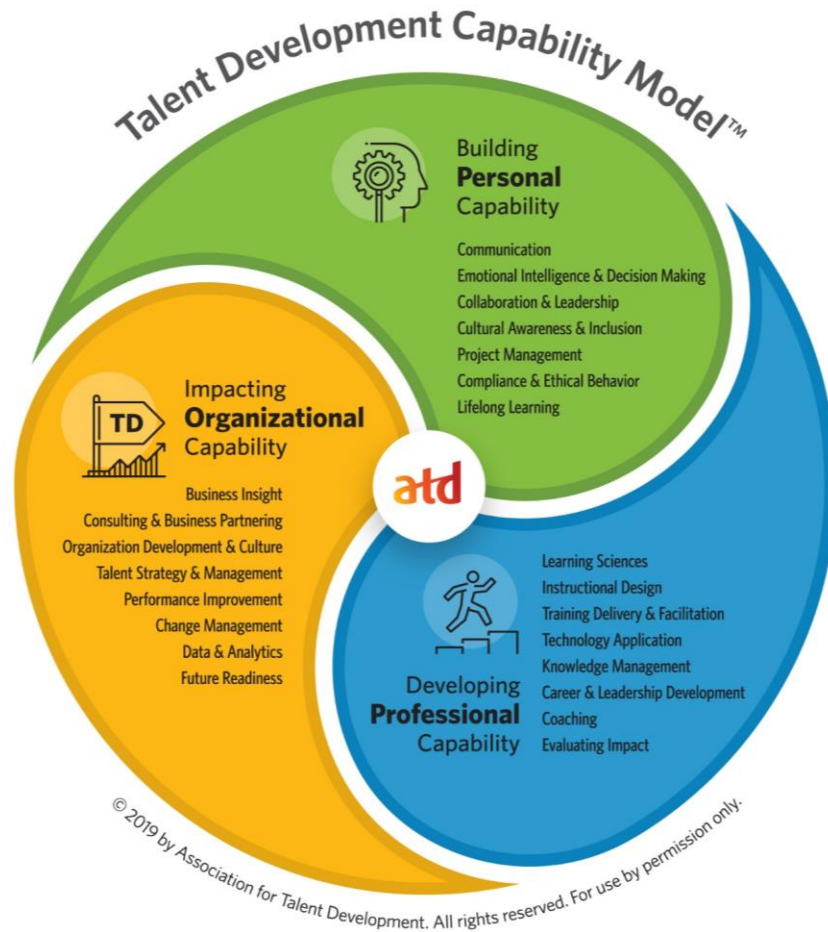 Talent Development Capability Model™
Building
Personal
Capability
Communication
Emotional Intelligence & Decision Making
Collaboration & Leadership
Cultural Awareness & Inclusion
Project Management
Compliance & Ethical Behavior
Lifelong Learning
TD
Impacting
Organizational
Capability
Business Insight
Consulting & Business Partnering
Organization Development & Culture
Talent Strategy & Management
Performance Improvement
Change Management
Data & Analytics
Future Readiness
atd
Developing
Professional
Capability
Learning Sciences
Instructional Design
Training Delivery & Facilitation
Technology Application
Knowledge Management
Career & Leadership Development
Coaching
Evaluating Impact
© 2019 by Association for Talent Development. All rights reserved. For use by permission only.